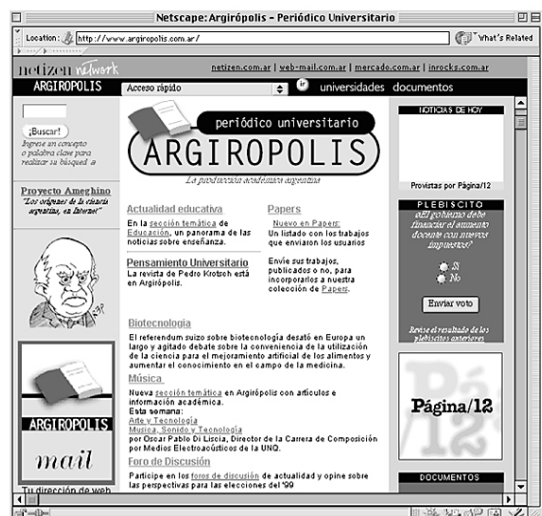 Netscape: Argirópolis - Periódico Universitario
Location: http://www.argiropolis.com.ar/
What's Related
netizen network
netizen.com.ar | web-mail.com.ar | mercado.com.ar | inrocks.com.ar
ARGIROPOLIS
Acceso rápido
ir
universidades documentos
¡Buscar!
Ingrese un concepto
o palabra clave para
realizar su búsqued a
Proyecto Ameghino
"Los orígenes de la ciencia
argentina, en Internet"
ARGIROPOLIS
mail
Tu dirección de web
periódico universitario
ARGIROPOLIS
La producción académica argentina
Actualidad educativa
En la sección temática de
Educación, un panorama de las
noticias sobre enseñanza.
Pensamiento Universitario
La revista de Pedro Krotsch está
en Argirópolis.
Papers
Nuevo en Papers:
Un listado con los trabajos
que enviaron los usuarios
Envíe sus trabajos,
publicados o no, para
incorporarlos a nuestra
colección de Papers.
Biotecnologia
El referendum suizo sobre biotecnología desató en Europa un
largo y agitado debate sobre la conveniencia de la utilización
de la ciencia para el mejoramiento artificial de los alimentos y
aumentar el conocimiento en el campo de la medicina.
Música
Nueva sección temática en Argirópolis con artículos e
información académica.
Esta semana:
Arte y Tecnología
Musica, Sonido y Tecnología
por Oscar Pablo Di Liscia, Director de la Carrera de Composición
por Medios Electroacústicos de la UNQ.
Foro de Discusión
Participe en los foros de discusión de actualidad y opine sobre
las perspectivas para las elecciones del '99
NOTICIAS DE HOY
Provistas por Página/12
PLEBISCITO
¿El gobierno debe
financiar el aumento
docente con nuevos
impuestos?
Sí
No
Enviar voto
Revise el resultado de los
plebiscitos anteriores
Página/12
DOCUMENTOS